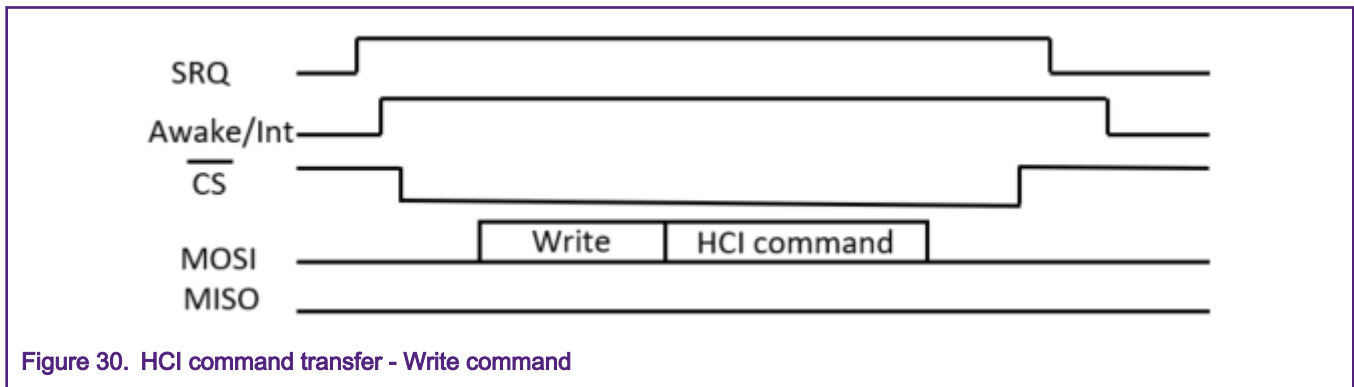 SRQ
Awake/Int
CS
Write HCI command
MOSI
MISO
Figure 30. HCI command transfer - Write command